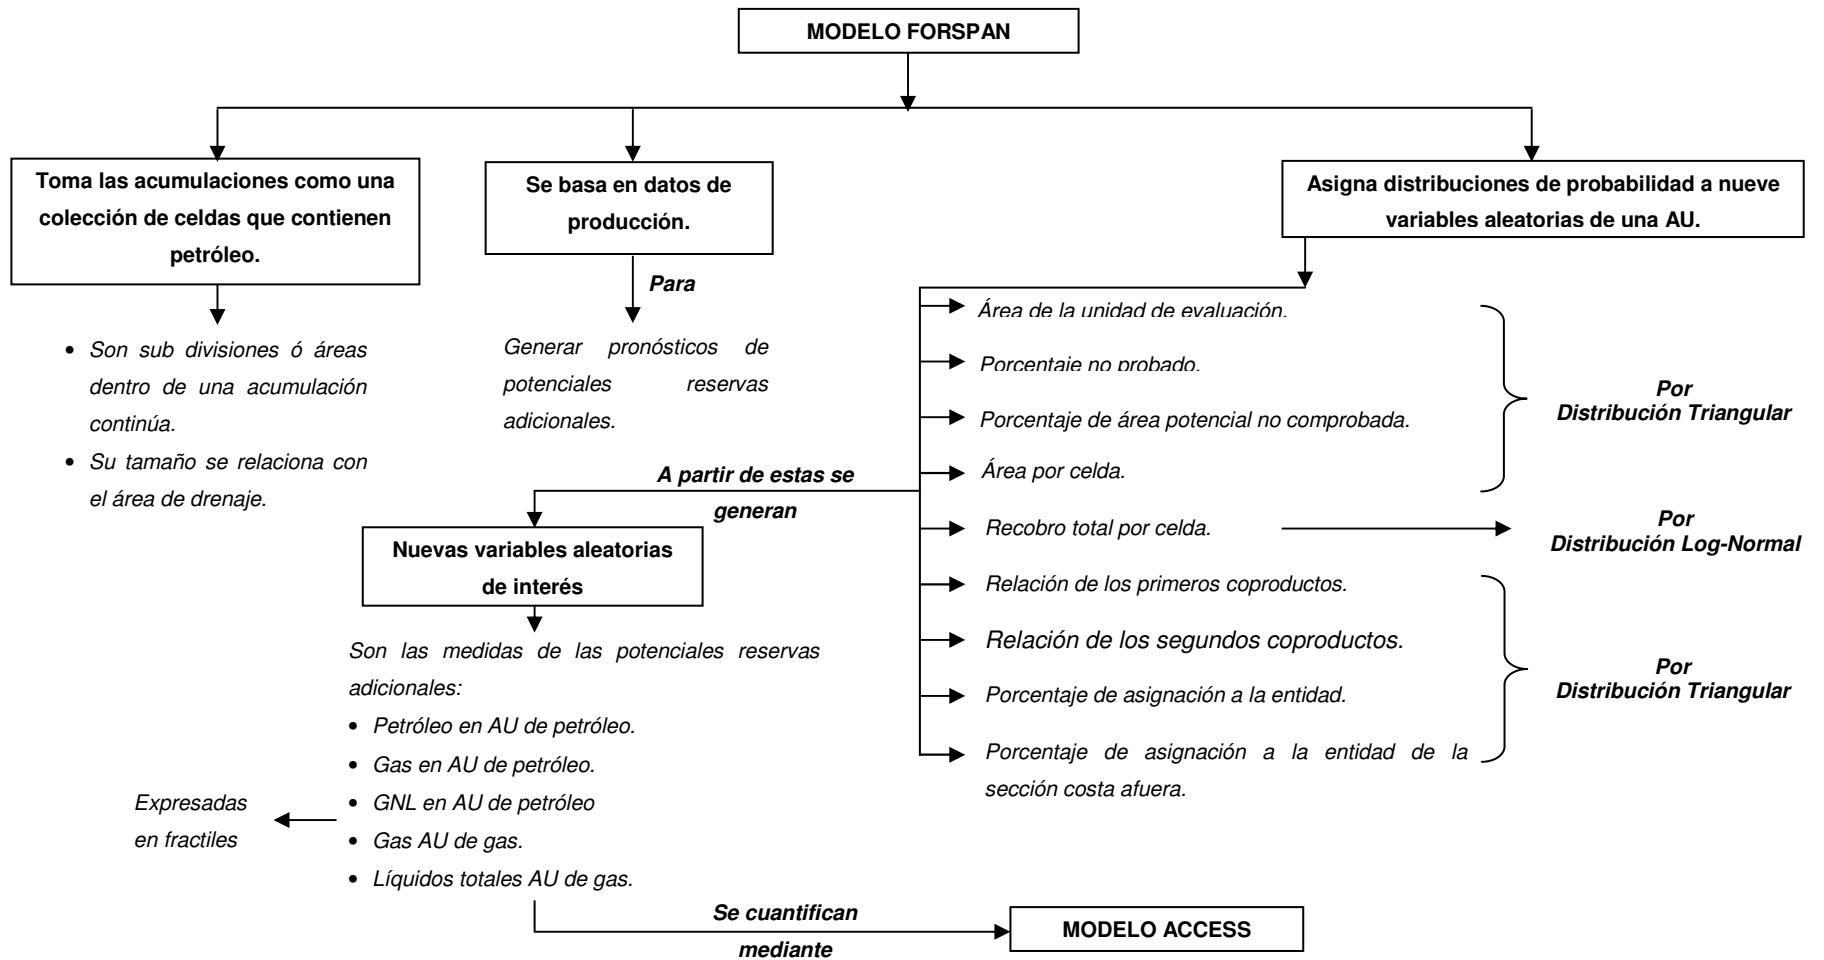 MODELO FORSPAN
Toma las acumulaciones como una
colección de celdas que contienen
petróleo.
Se basa en datos de
producción.
Asigna distribuciones de probabilidad a nueve
variables aleatorias de una AU.
Para
• Son sub divisiones ó áreas
dentro de una acumulación
continúa.
• Su tamaño se relaciona con
el área de drenaje.
Generar pronósticos de
potenciales reservas
adicionales.
Área de la unidad de evaluación.
Porcentaje no probado.
Porcentaje de área potencial no comprobada.
Área por celda.
Por
Distribución Triangular
Recobro total por celda.
Por
Distribución Log-Normal
Relación de los primeros coproductos.
Relación de los segundos coproductos.
Porcentaje de asignación a la entidad.
Porcentaje de asignación a la entidad de la
sección costa afuera.
Por
Distribución Triangular
A partir de estas se
generan
Nuevas variables aleatorias
de interés
Son las medidas de las potenciales reservas
adicionales:
• Petróleo en AU de petróleo.
• Gas en AU de petróleo.
• GNL en AU de petróleo
• Gas AU de gas.
• Líquidos totales AU de gas.
Expresadas
en fractiles
Se cuantifican
mediante
MODELO ACCESS